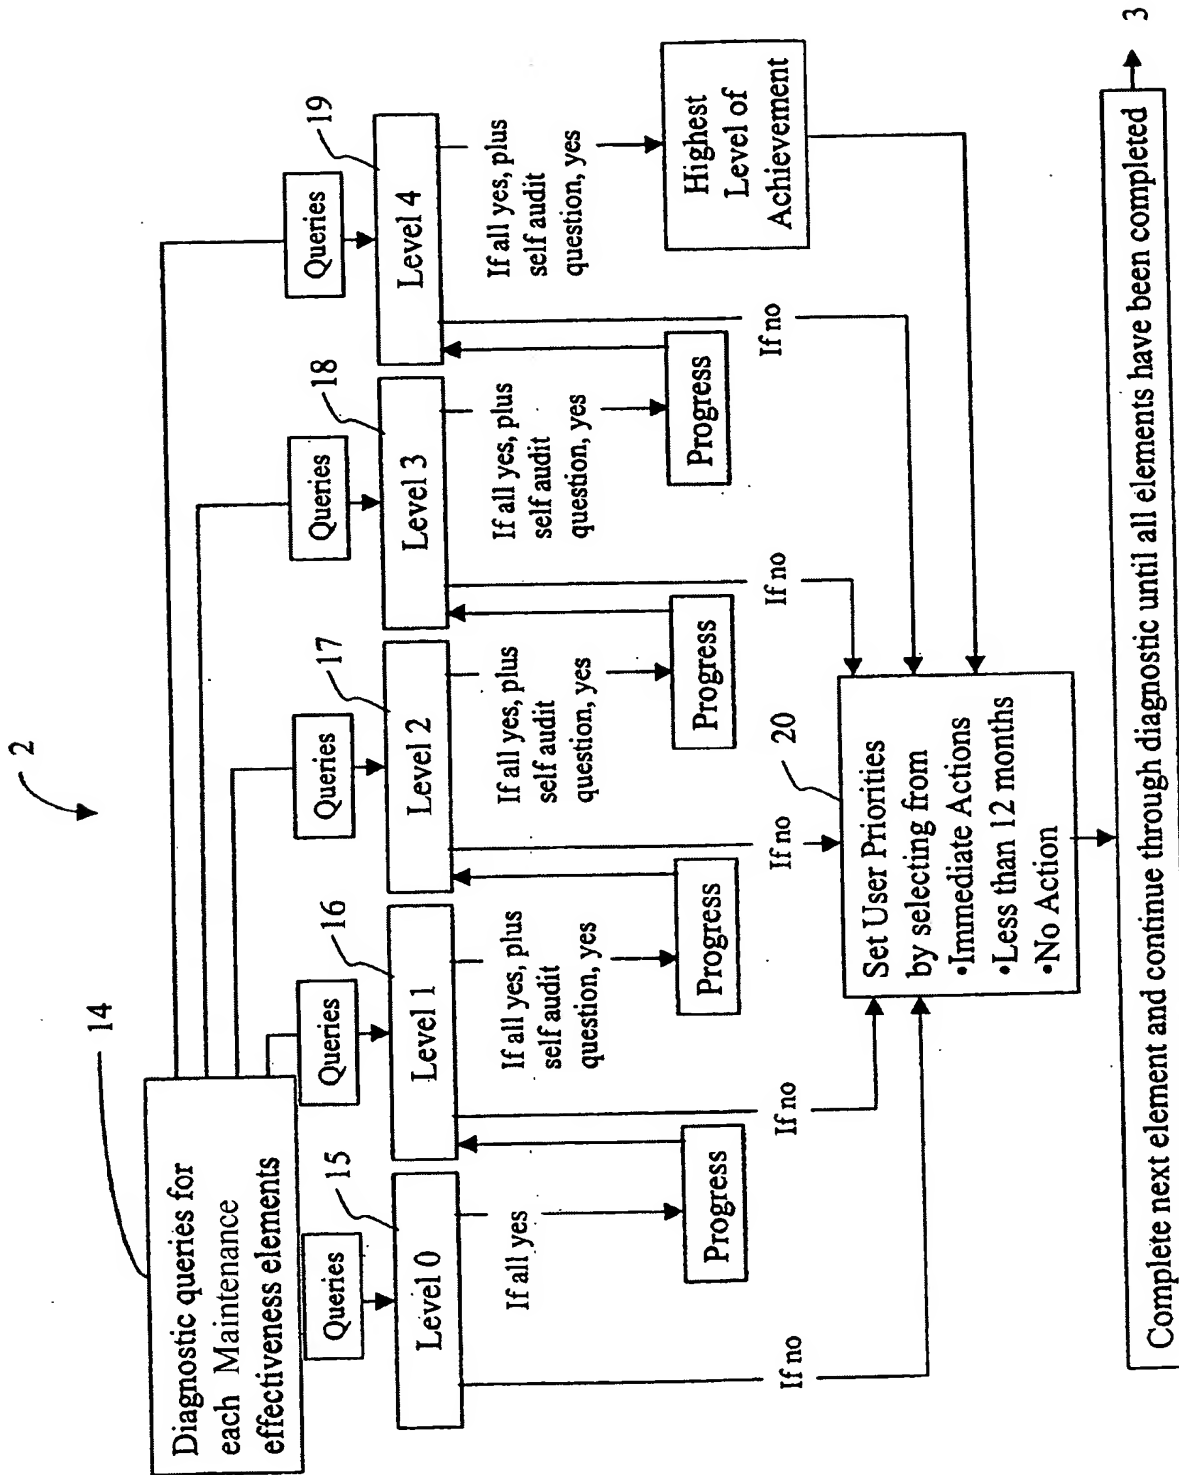 2
14
Diagnostic queries for
each Maintenance
effectiveness elements
Queries
Queries
Queries
Queries
Queries
15
16
17
18
19
Level 0
Level 1
Level 2
Level 3
Level 4
If all yes
If all yes, plus
self audit
question, yes
If all yes, plus
self audit
question, yes
If all yes, plus
self audit
question, yes
If all yes, plus
self audit
question, yes
Progress
Progress
Progress
Progress
Highest
Level of
Achievement
If no
If no
If no
If no
If no
20
Set User Priorities
by selecting from
•Immediate Actions
•Less than 12 months
•No Action
Complete next element and continue through diagnostic until all elements have been completed
3